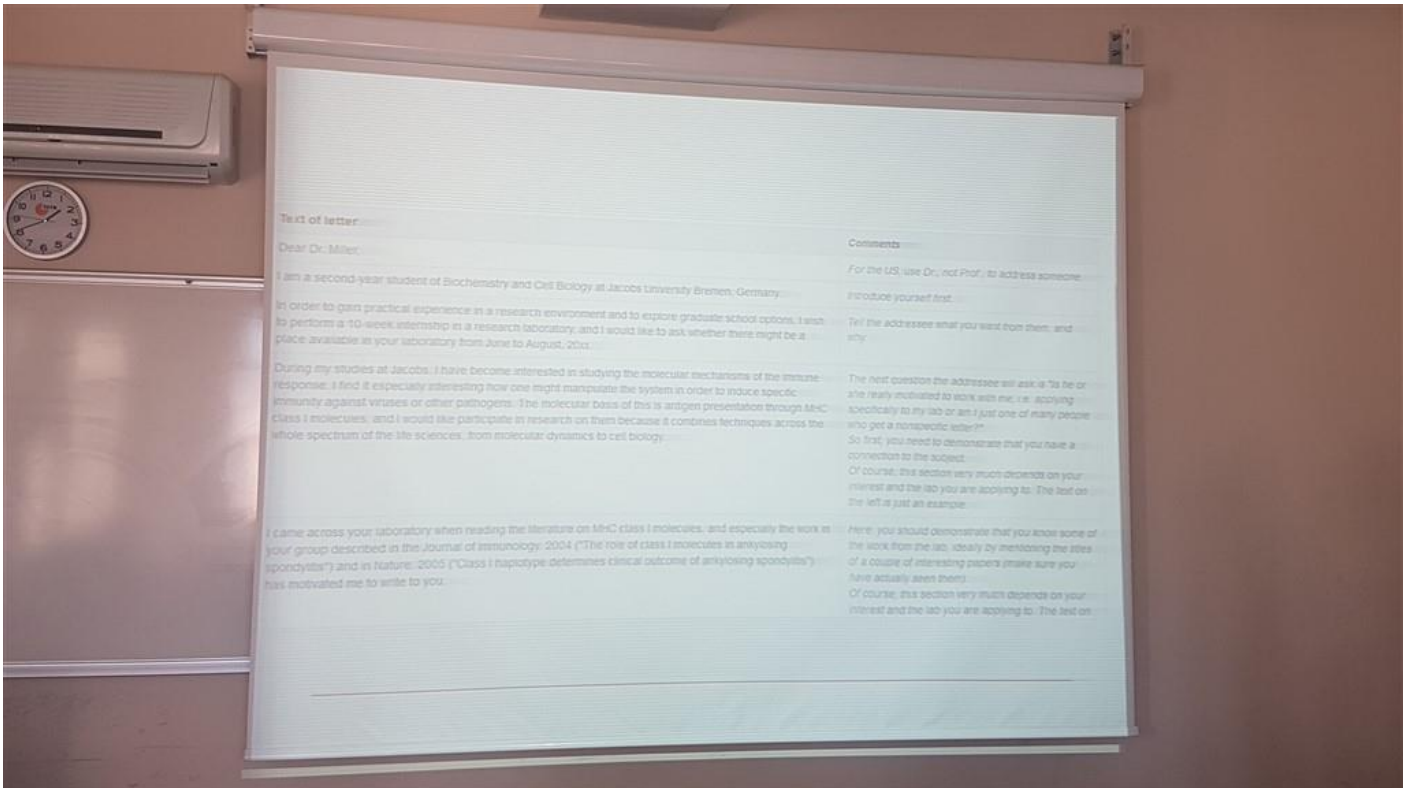 Text of letter
Comments
Dear Dr. Miller,
For the US, use Dr., not Prof., to address someone.
I am a second-year student of Biochemistry and Cell Biology at Jacobs University Bremen, Germany.
Introduce yourself first.
In order to gain practical experience in a research environment and to explore graduate school options, I wish
to perform a 10-week internship in a research laboratory, and I would like to ask whether there might be a
place available in your laboratory from June to August, 20xx.
Tell the addressee what you want from them, and
why.
During my studies at Jacobs, I have become interested in studying the molecular mechanisms of the immune
response. I find it especially interesting how one might manipulate the system in order to induce specific
immunity against viruses or other pathogens. The molecular basis of this is antigen presentation through MHC
class I molecules, and I would like participate in research on them because it combines techniques across the
whole spectrum of the life sciences, from molecular dynamics to cell biology.
The next question the addressee will ask is "Is he or
she really motivated to work with me, i.e. applying
specifically to my lab or am I just one of many people
who get a nonspecific letter?"
So first, you need to demonstrate that you have a
connection to the subject.
Of course, this section very much depends on your
interest and the lab you are applying to. The text on
the left is just an example.
I came across your laboratory when reading the literature on MHC class I molecules, and especially the work in
your group described in the Journal of Immunology, 2004 ("The role of class I molecules in ankylosing
spondylitis") and in Nature, 2005 ("Class I haplotype determines clinical outcome of ankylosing spondylitis")
has motivated me to write to you.
Here, you should demonstrate that you know some of
the work from the lab, ideally by mentioning the titles
of a couple of interesting papers (make sure you
have actually seen them).
Of course, this section very much depends on your
interest and the lab you are applying to. The text on